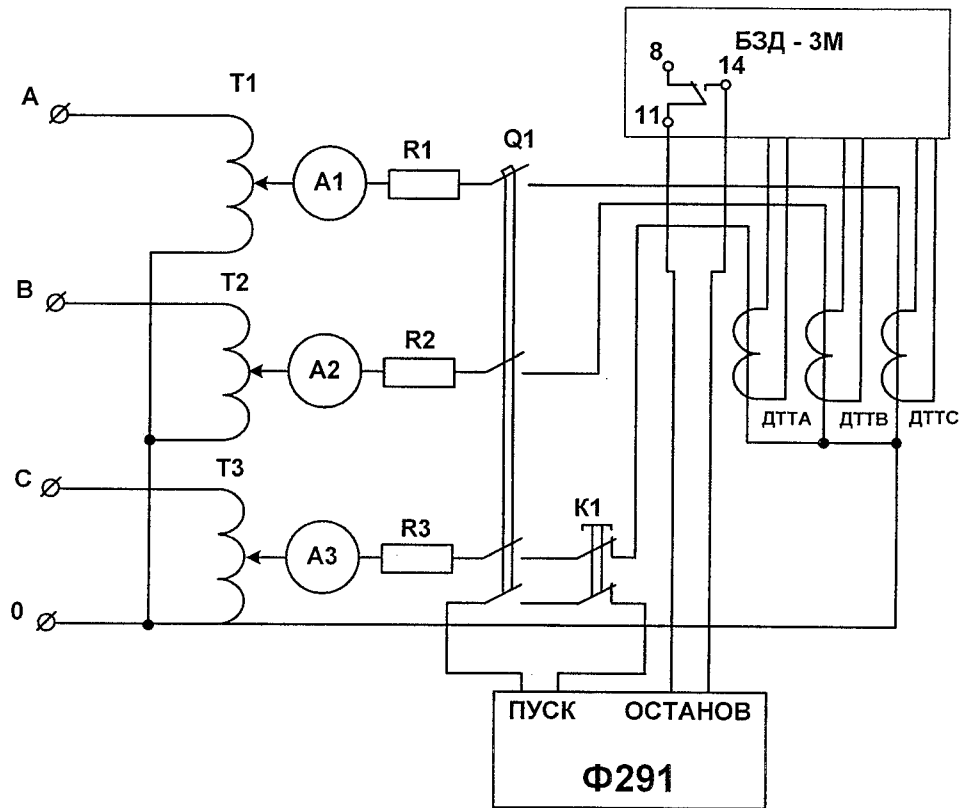 БЗД - 3М
8
14
11
A
T1
A1
R1
Q1
B
T2
A2
R2
ДТТА
ДТТВ
ДТТС
C
T3
A3
R3
K1
0
ПУСК
ОСТАНОВ
Ф291